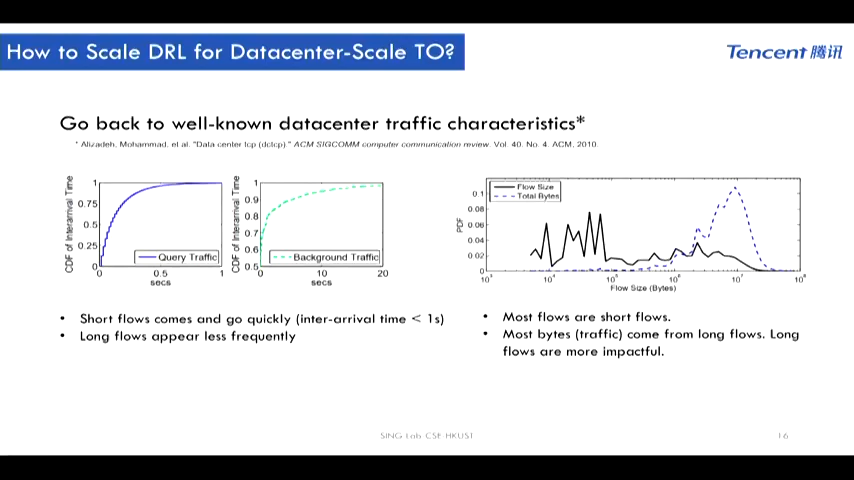 How to Scale DRL for Datacenter-Scale TO?
Tencent 腾讯
Go back to well-known datacenter traffic characteristics*
* Alizadeh, Mohammad, et al. "Data center tcp (dctcp)." ACM SIGCOMM computer communication review. Vol. 40. No. 4. ACM, 2010.
CDF of Interarrival Time
1
0.75
0.5
0.25
0
Query Traffic
0 0.5 1
secs
CDF of Interarrival Time
1
0.9
0.8
0.7
0.6
0.5
Background Traffic
0 10 20
secs
PDF
0.1
0.08
0.06
0.04
0.02
0
Flow Size
Total Bytes
10³ 10⁴ 10⁵ 10⁶ 10⁷ 10⁸
Flow Size (Bytes)
• Short flows comes and go quickly (inter-arrival time < 1s)
• Long flows appear less frequently
• Most flows are short flows.
• Most bytes (traffic) come from long flows. Long
flows are more impactful.
SING Lab CSE HKUST
16